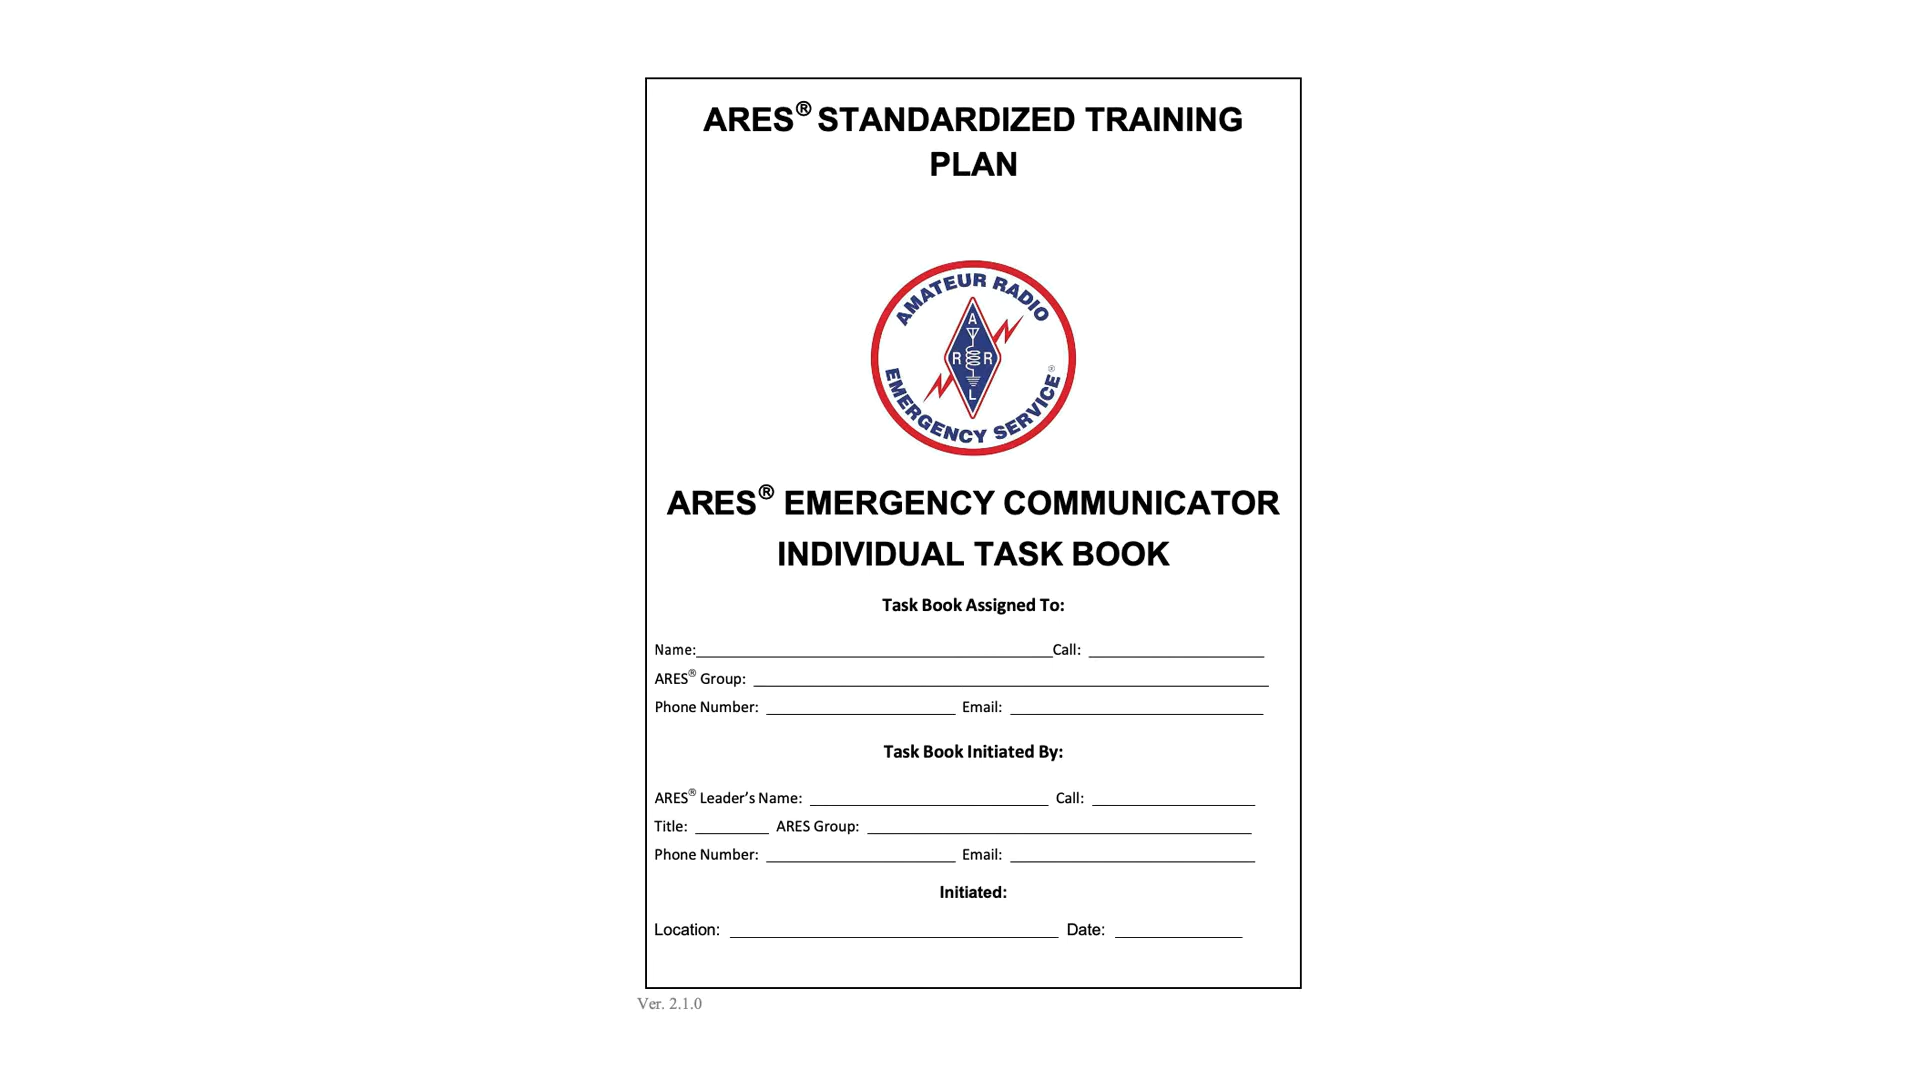 ARES® STANDARDIZED TRAINING
PLAN
AMATEUR RADIO
A
R R
L
EMERGENCY SERVICE®
ARES® EMERGENCY COMMUNICATOR
INDIVIDUAL TASK BOOK
Task Book Assigned To:
Name: Call:
ARES® Group:
Phone Number: Email:
Task Book Initiated By:
ARES® Leader’s Name: Call:
Title: ARES Group:
Phone Number: Email:
Initiated:
Location: Date:
Ver. 2.1.0